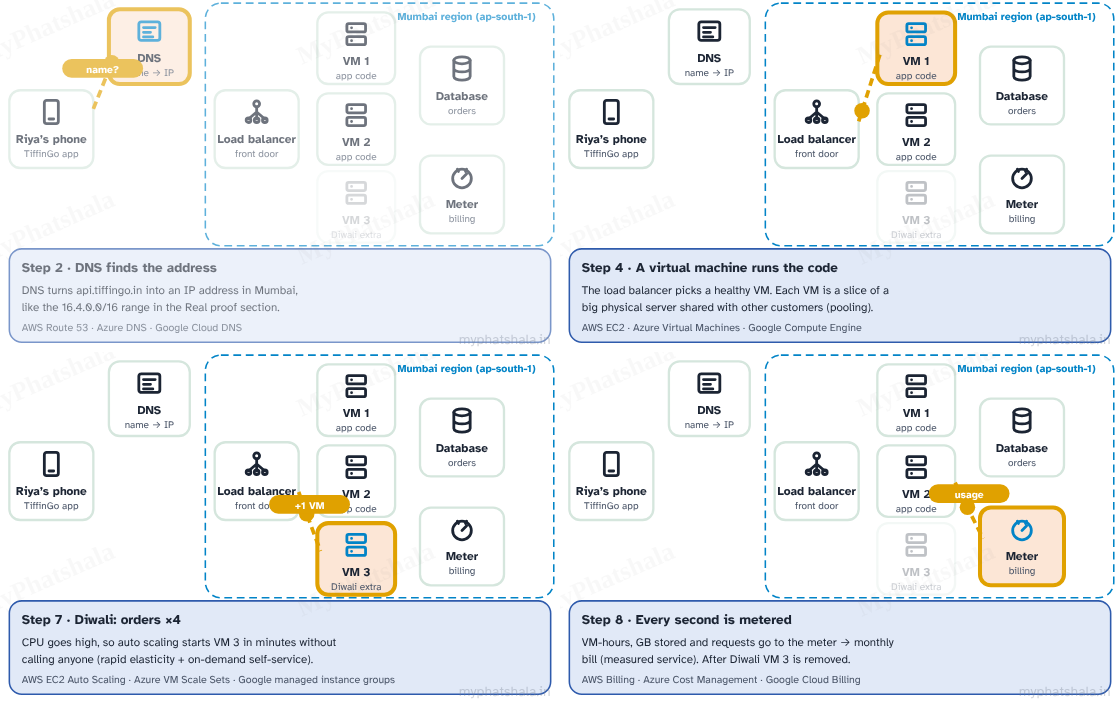 DNS
name?
→ IP
Riya's phone
TiffinGo app
Mumbai region (ap-south-1)
VM 1
app code
Load balancer
front door
VM 2
app code
VM 3
Diwali extra
Database
orders
Meter
billing
Step 2 · DNS finds the address
DNS turns api.tiffingo.in into an IP address in Mumbai,
like the 16.4.0.0/16 range in the Real proof section.
AWS Route 53 · Azure DNS · Google Cloud DNS
myphatshala.in
DNS
name → IP
Riya's phone
TiffinGo app
Mumbai region (ap-south-1)
VM 1
app code
Load balancer
front door
VM 2
app code
VM 3
Diwali extra
Database
orders
Meter
billing
Step 4 · A virtual machine runs the code
The load balancer picks a healthy VM. Each VM is a slice of a
big physical server shared with other customers (pooling).
AWS EC2 · Azure Virtual Machines · Google Compute Engine
myphatshala.in
DNS
name → IP
Riya's phone
TiffinGo app
Mumbai region (ap-south-1)
VM 1
app code
Load balancer
front
+1 VM
VM 2
code
VM 3
Diwali extra
Database
orders
Meter
billing
Step 7 · Diwali: orders ×4
CPU goes high, so auto scaling starts VM 3 in minutes without
calling anyone (rapid elasticity + on-demand self-service).
AWS EC2 Auto Scaling · Azure VM Scale Sets · Google managed instance groups
myphatshala.in
DNS
name → IP
Riya's phone
TiffinGo app
Mumbai region (ap-south-1)
VM 1
app code
Load balancer
front door
VM 2
app code
usage
VM 3
Diwali extra
Database
orders
Meter
billing
Step 8 · Every second is metered
VM-hours, GB stored and requests go to the meter → monthly
bill (measured service). After Diwali VM 3 is removed.
AWS Billing · Azure Cost Management · Google Cloud Billing
myphatshala.in